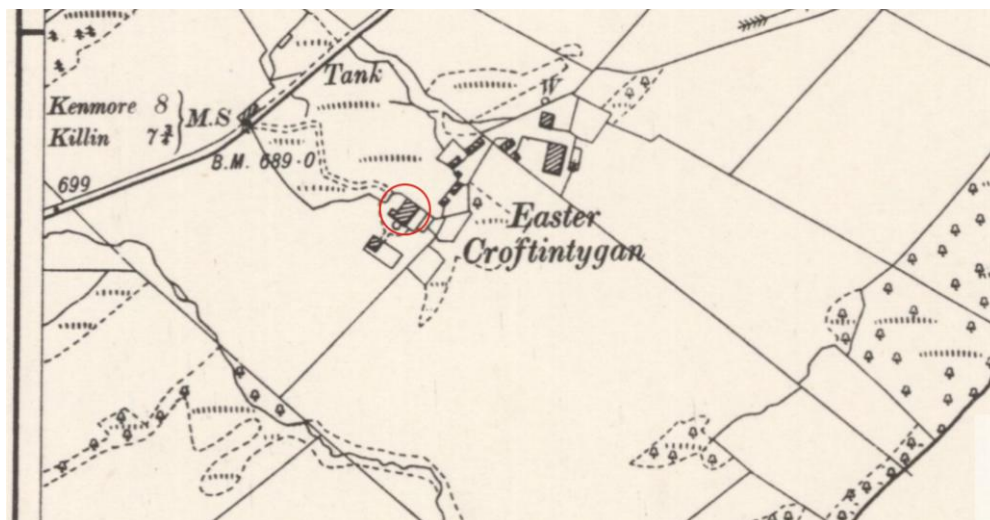 Tank
W
Kenmore 8
Killin 7¾
M.S
B.M. 689·0
699
Easter
Croftintygan